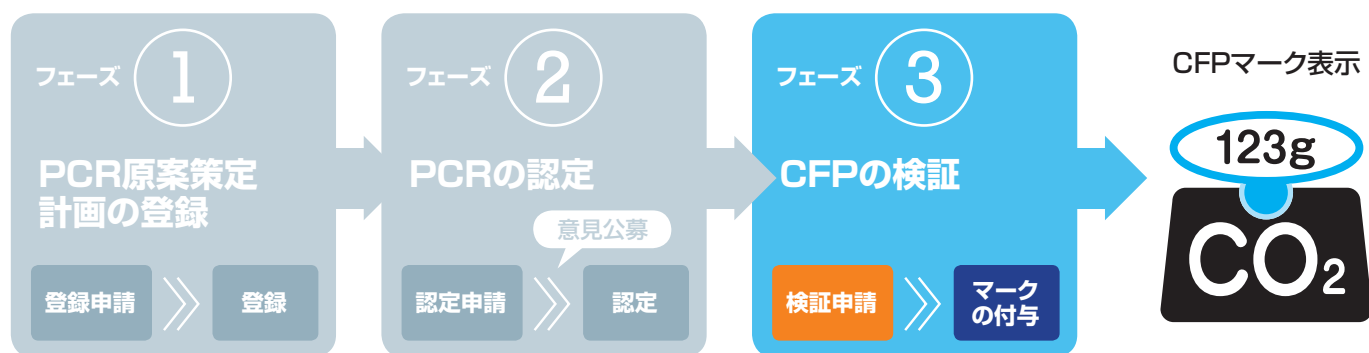 フェーズ 1
PCR原案策定
計画の登録
登録申請
登録
フェーズ 2
PCRの認定
意見公募
認定申請
認定
フェーズ 3
CFPの検証
検証申請
マーク
の付与
CFPマーク表示
123g
CO₂